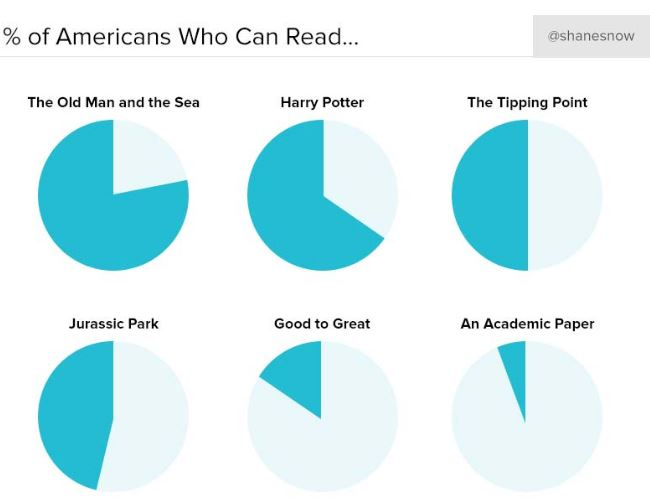 % of Americans Who Can Read...
@shanesnow
The Old Man and the Sea
Harry Potter
The Tipping Point
Jurassic Park
Good to Great
An Academic Paper